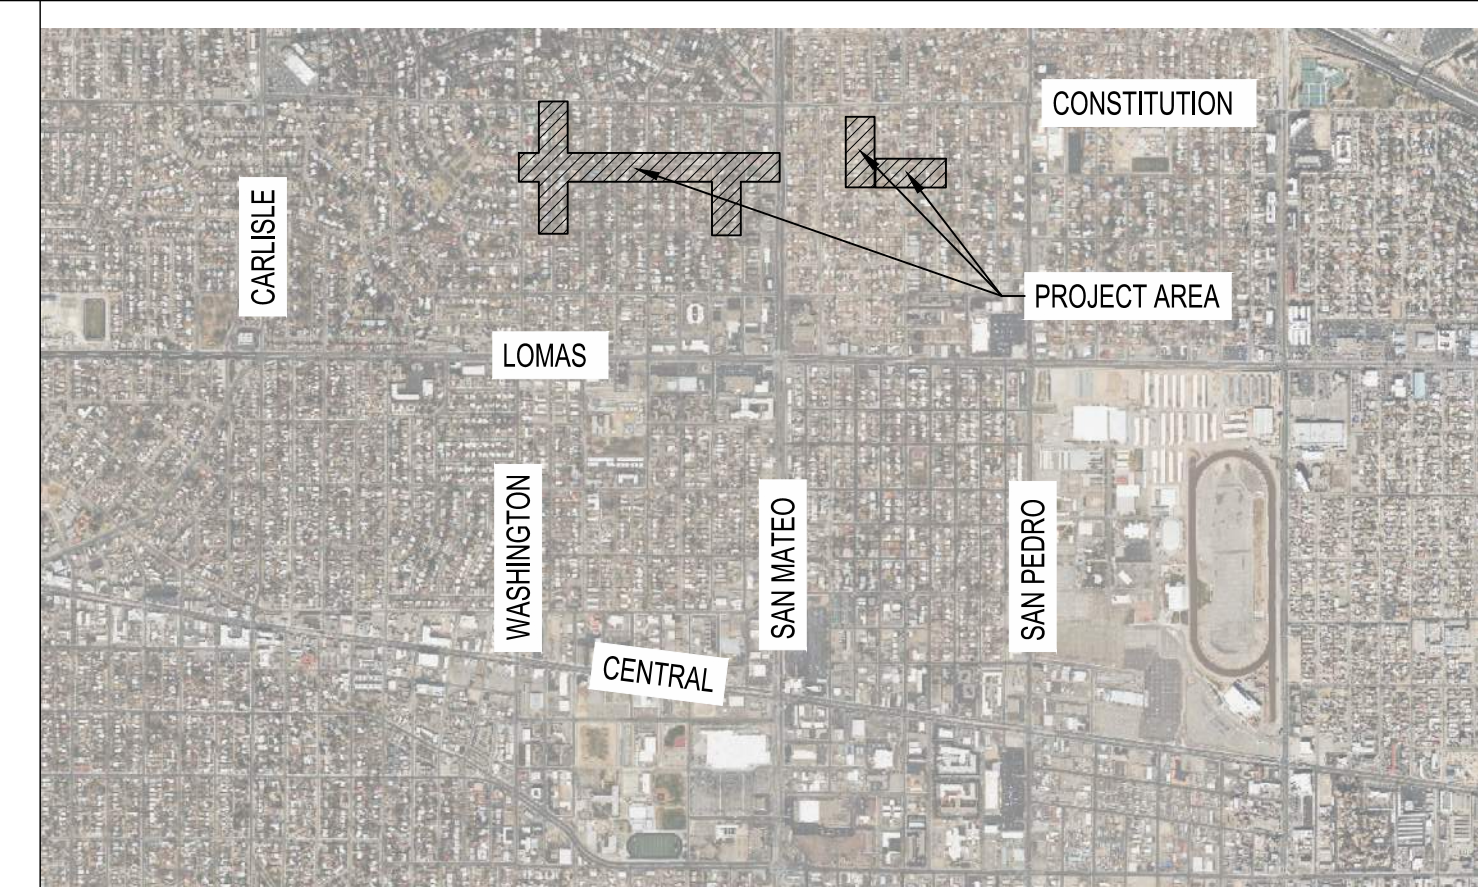 CONSTITUTION
CARLISLE
PROJECT AREA
LOMAS
WASHINGTON
SAN MATEO
SAN PEDRO
CENTRAL